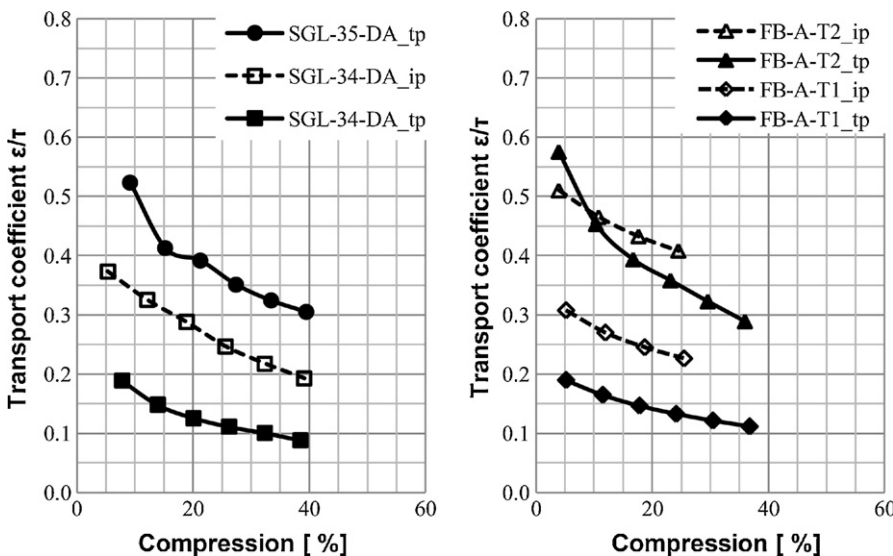 0.8
0.7
0.6
0.5
0.4
0.3
0.2
0.1
0.0
Transport coefficient ε/τ
SGL-35-DA_tp
SGL-34-DA_ip
SGL-34-DA_tp
0
20
40
60
Compression [ %]
0.8
0.7
0.6
0.5
0.4
0.3
0.2
0.1
0.0
Transport coefficient ε/τ
FB-A-T2_ip
FB-A-T2_tp
FB-A-T1_ip
FB-A-T1_tp
0
20
40
60
Compression [ %]